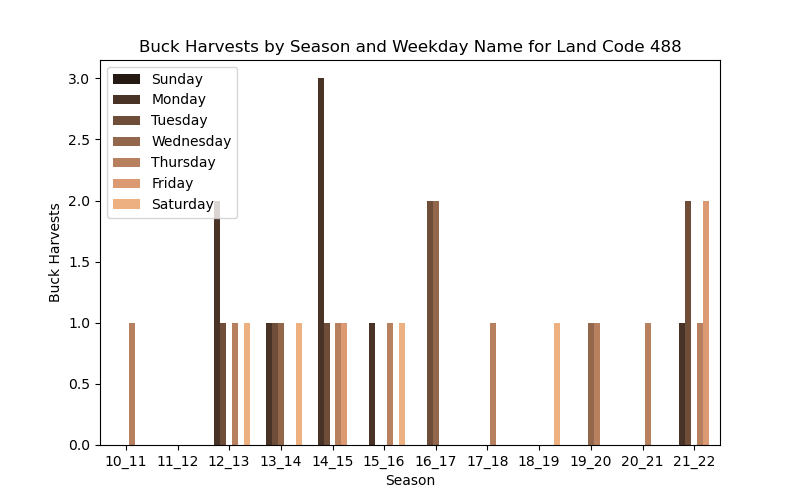 Buck Harvests by Season and Weekday Name for Land Code 488
Sunday
Monday
Tuesday
Wednesday
Thursday
Friday
Saturday
Buck Harvests
3.0
2.5
2.0
1.5
1.0
0.5
0.0
10_11 11_12 12_13 13_14 14_15 15_16 16_17 17_18 18_19 19_20 20_21 21_22
Season